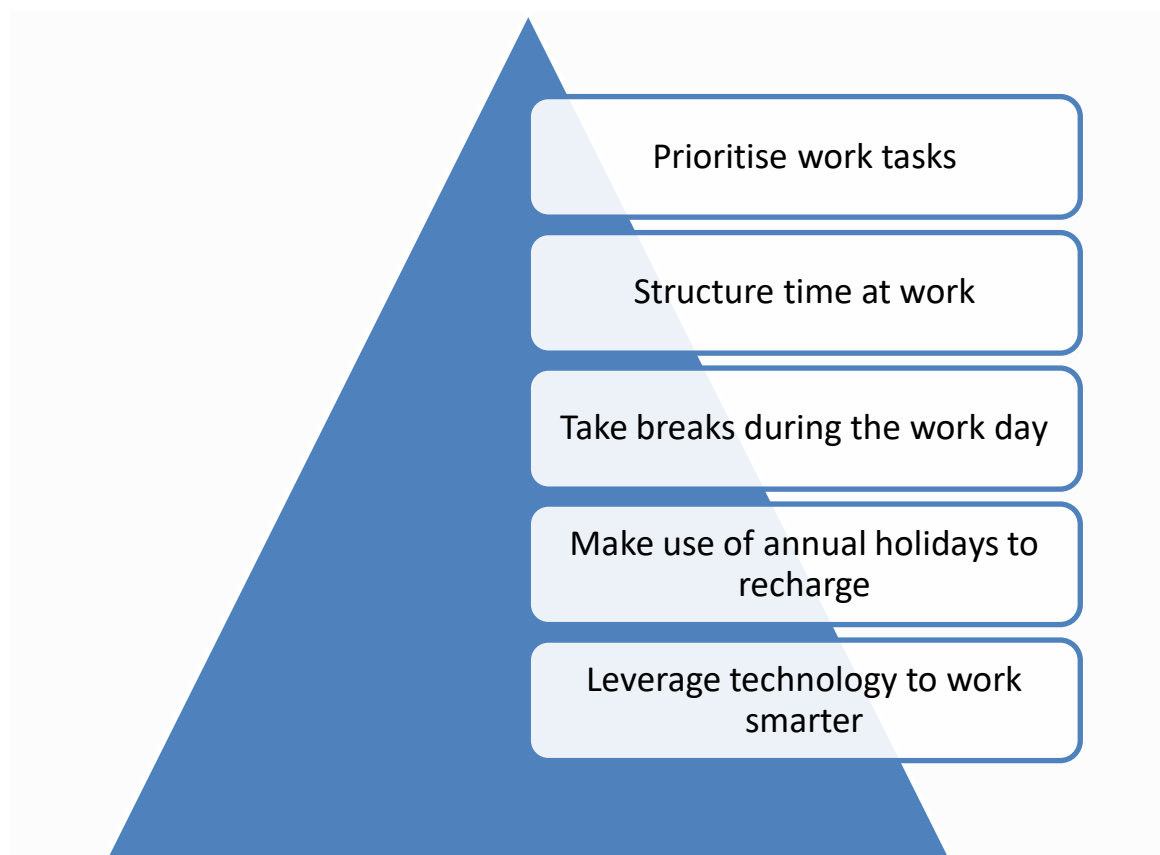 Prioritise work tasks
Structure time at work
Take breaks during the work day
Make use of annual holidays to
recharge
Leverage technology to work
smarter